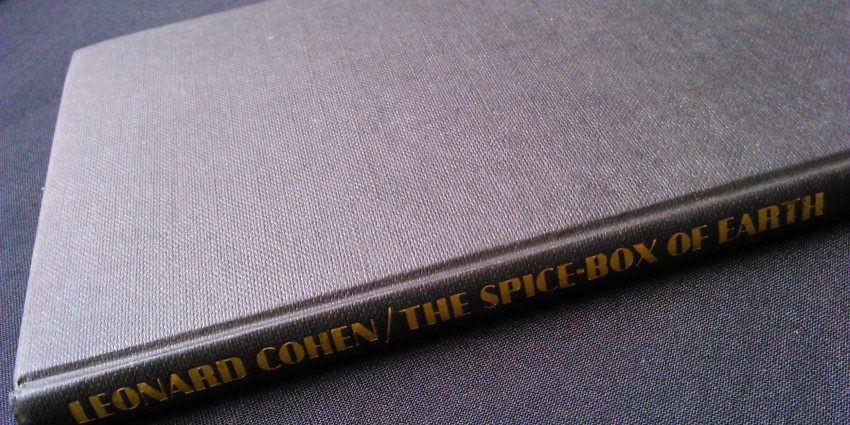 LEONARD COHEN/THE SPICE-BOX OF EARTH